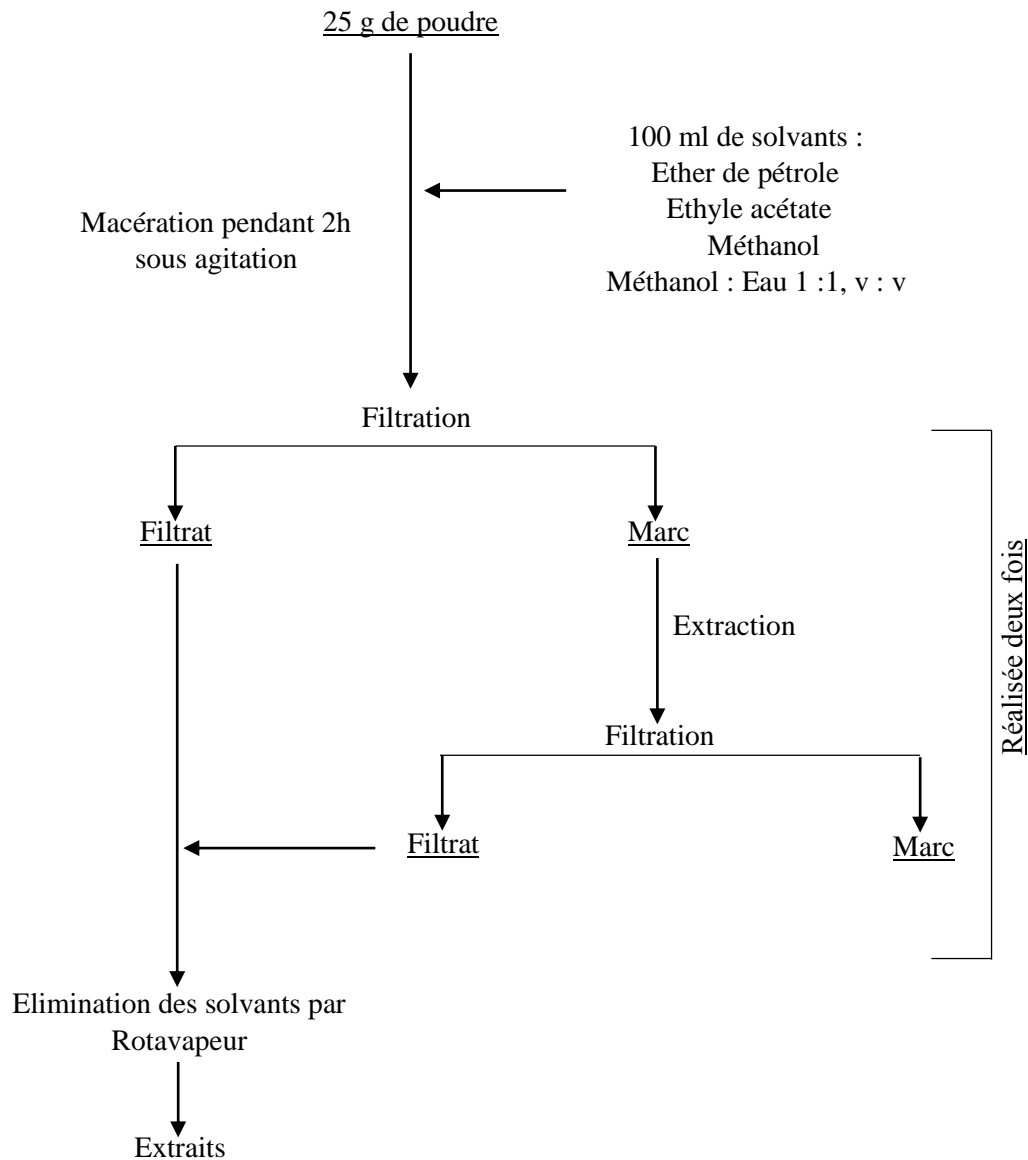 25 g de poudre
100 ml de solvants :
Ether de pétrole
Ethyle acétate
Méthanol
Méthanol : Eau 1 :1, v : v
Macération pendant 2h
sous agitation
Filtration
Filtrat
Marc
Extraction
Filtration
Filtrat
Marc
Réalisée deux fois
Elimination des solvants par
Rotavapeur
Extraits